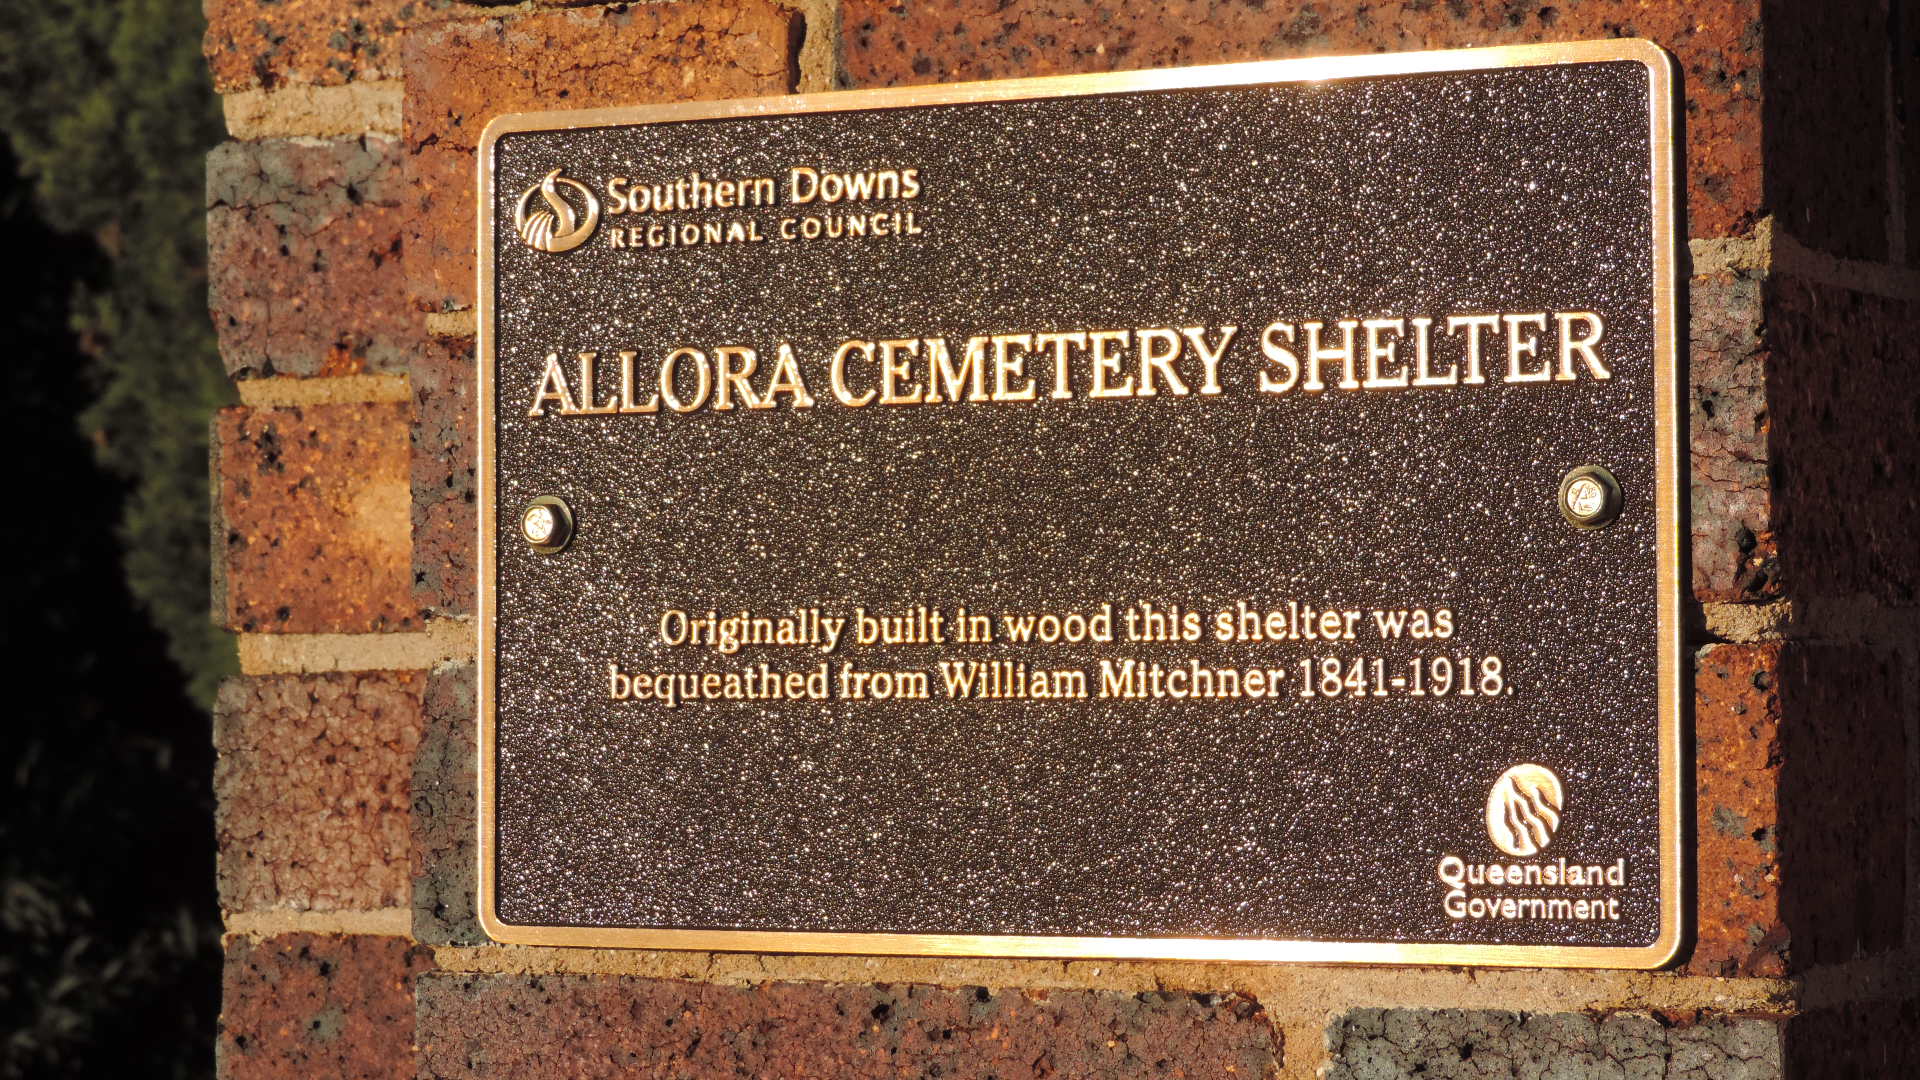 Southern Downs
REGIONAL COUNCIL
ALLORA CEMETERY SHELTER
Originally built in wood this shelter was
bequeathed from William Mitchner 1841-1918.
Queensland
Government